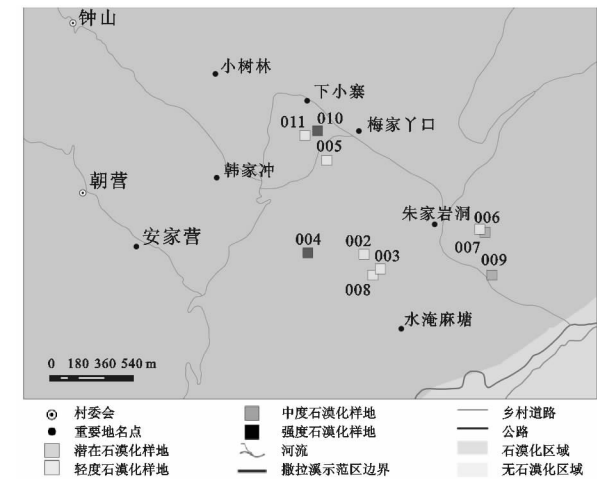 钟山
小树林
下小寨
010
011
梅家丫口
005
韩家冲
朝营
朱家岩洞
006
安家营
004
002
007
003
009
008
水淹麻塘
0 180 360 540 m
村委会
中度石漠化样地
乡村道路
重要地名点
强度石漠化样地
公路
潜在石漠化样地
河流
石漠化区域
轻度石漠化样地
撒拉溪示范区边界
无石漠化区域